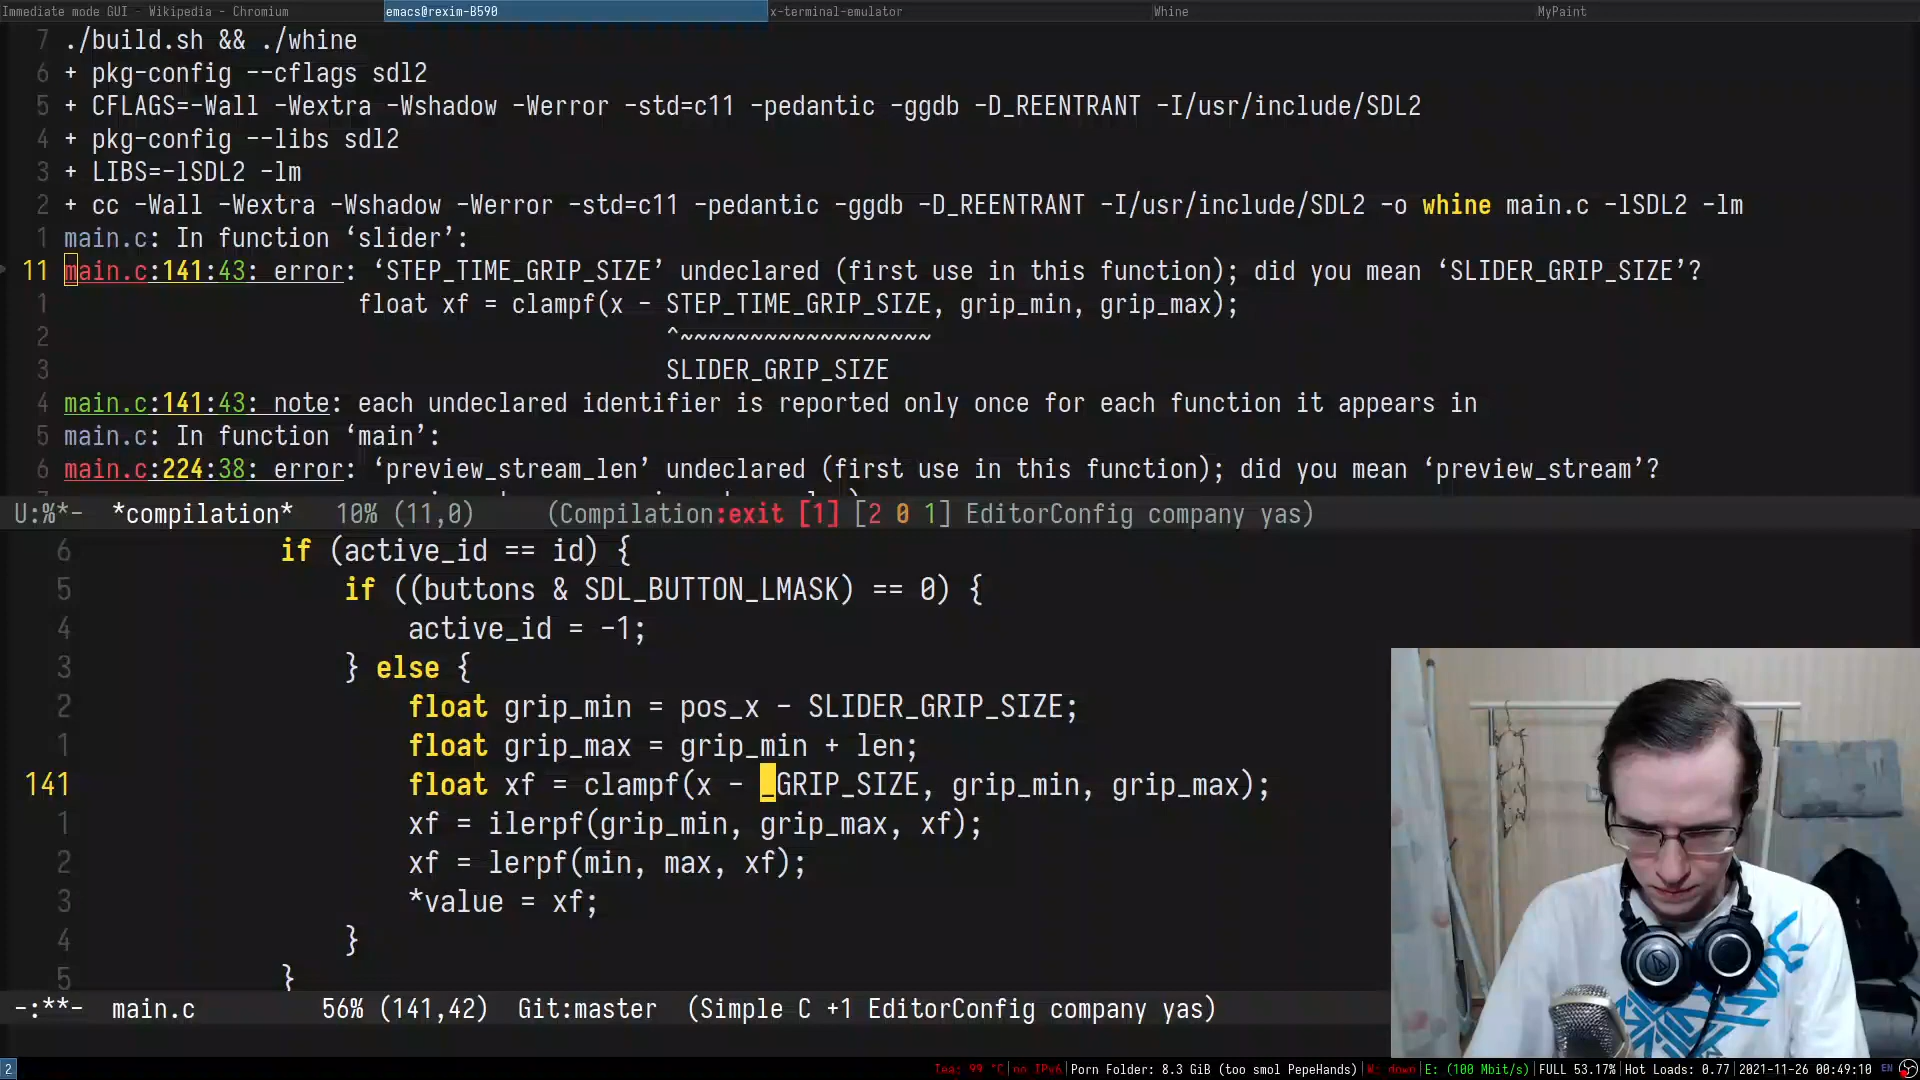 Immediate mode GUI - Wikipedia - Chromium emacs@rexim-B590 x-terminal-emulator Whine MyPaint
7 ./build.sh && ./whine
6 + pkg-config --cflags sdl2
5 + CFLAGS=-Wall -Wextra -Wshadow -Werror -std=c11 -pedantic -ggdb -D_REENTRANT -I/usr/include/SDL2
4 + pkg-config --libs sdl2
3 + LIBS=-lSDL2 -lm
2 + cc -Wall -Wextra -Wshadow -Werror -std=c11 -pedantic -ggdb -D_REENTRANT -I/usr/include/SDL2 -o whine main.c -lSDL2 -lm
1 main.c: In function ‘slider’:
11 main.c:141:43: error: ‘STEP_TIME_GRIP_SIZE’ undeclared (first use in this function); did you mean ‘SLIDER_GRIP_SIZE’?
1 float xf = clampf(x - STEP_TIME_GRIP_SIZE, grip_min, grip_max);
2 ^~~~~~~~~~~~~~~~~~~
3 SLIDER_GRIP_SIZE
4 main.c:141:43: note: each undeclared identifier is reported only once for each function it appears in
5 main.c: In function ‘main’:
6 main.c:224:38: error: ‘preview_stream_len’ undeclared (first use in this function); did you mean ‘preview_stream’?
U:%*- *compilation* 10% (11,0) (Compilation:exit [1] [2 0 1] EditorConfig company yas)
6 if (active_id == id) {
5 if ((buttons & SDL_BUTTON_LMASK) == 0) {
4 active_id = -1;
3 } else {
2 float grip_min = pos_x - SLIDER_GRIP_SIZE;
1 float grip_max = grip_min + len;
141 float xf = clampf(x - _GRIP_SIZE, grip_min, grip_max);
1 xf = ilerpf(grip_min, grip_max, xf);
2 xf = lerpf(min, max, xf);
3 *value = xf;
4 }
5 }
-:**- main.c 56% (141,42) Git:master (Simple C +1 EditorConfig company yas)
2 Tea: 99 °C|no IPv6|Porn Folder: 8.3 GiB (too smol PepeHands)|W: down|E: (100 Mbit/s)|FULL 53.17%|Hot Loads: 0.77|2021-11-26 00:49:10 EN